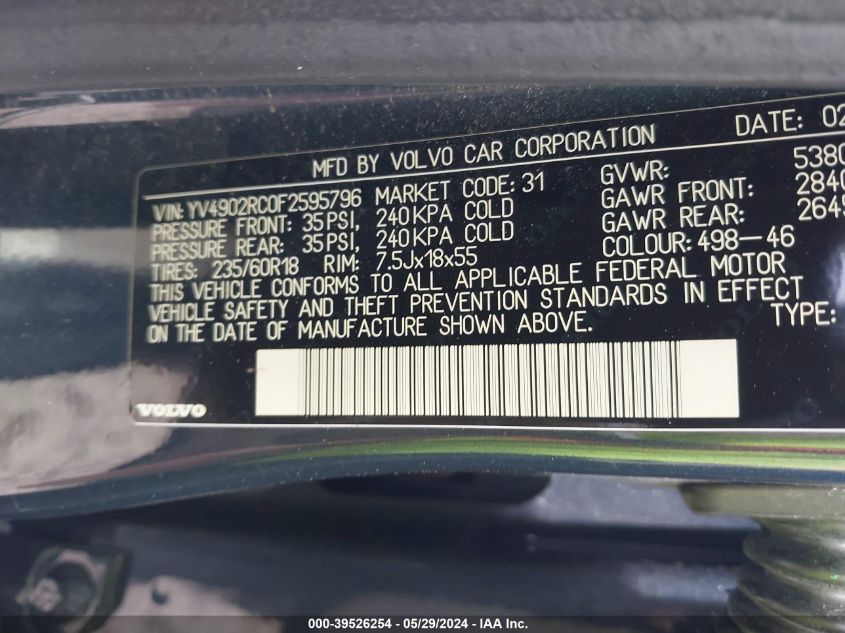 MFD BY VOLVO CAR CORPORATION DATE: 02
VIN: YV4902RC0F2595796 MARKET CODE: 31 GVWR: 5380
PRESSURE FRONT: 35PSI, 240KPA COLD GAWR FRONT: 2840
PRESSURE REAR: 35PSI, 240KPA COLD GAWR REAR: 2645
TIRES: 235/60R18 RIM: 7.5Jx18x55 COLOUR: 498-46
THIS VEHICLE CONFORMS TO ALL APPLICABLE FEDERAL MOTOR
VEHICLE SAFETY AND THEFT PREVENTION STANDARDS IN EFFECT
ON THE DATE OF MANUFACTURE SHOWN ABOVE. TYPE:
VOLVO
000-39526254 - 05/29/2024 - IAA Inc.